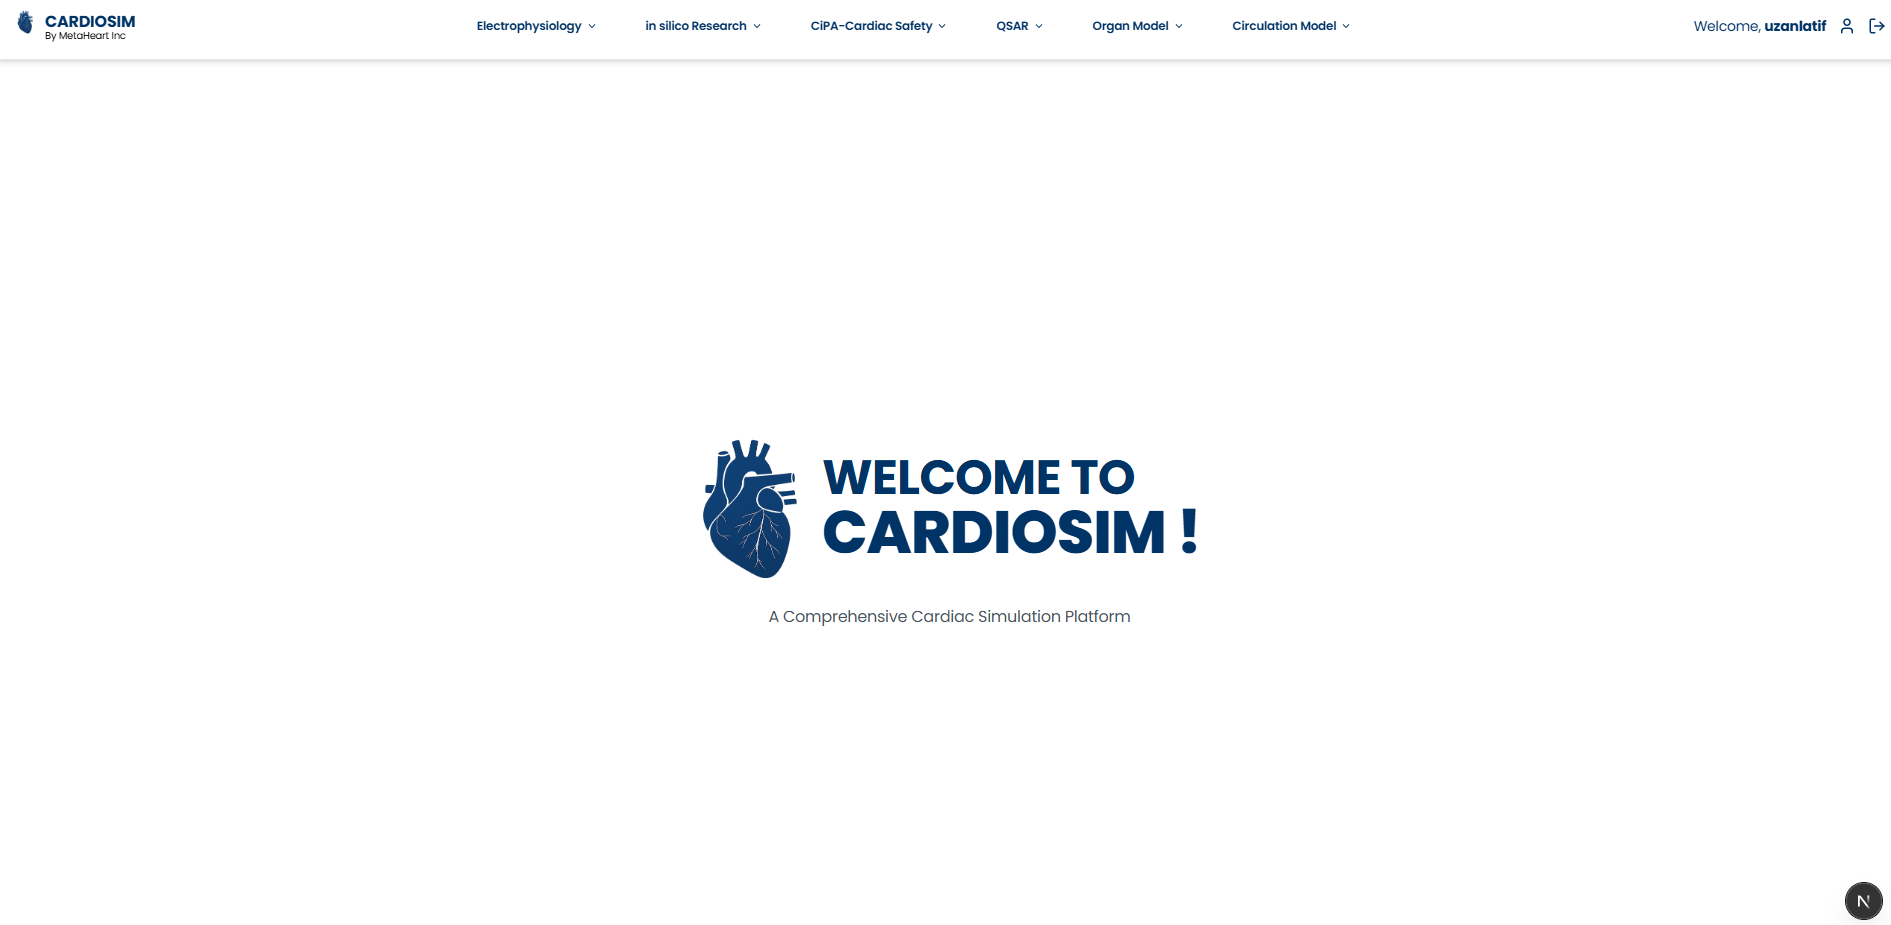 CARDIOSIM
By MetaHeart Inc
Electrophysiology
in silico Research
CiPA-Cardiac Safety
QSAR
Organ Model
Circulation Model
Welcome, uzanlatif
WELCOME TO
CARDIOSIM !
A Comprehensive Cardiac Simulation Platform
N